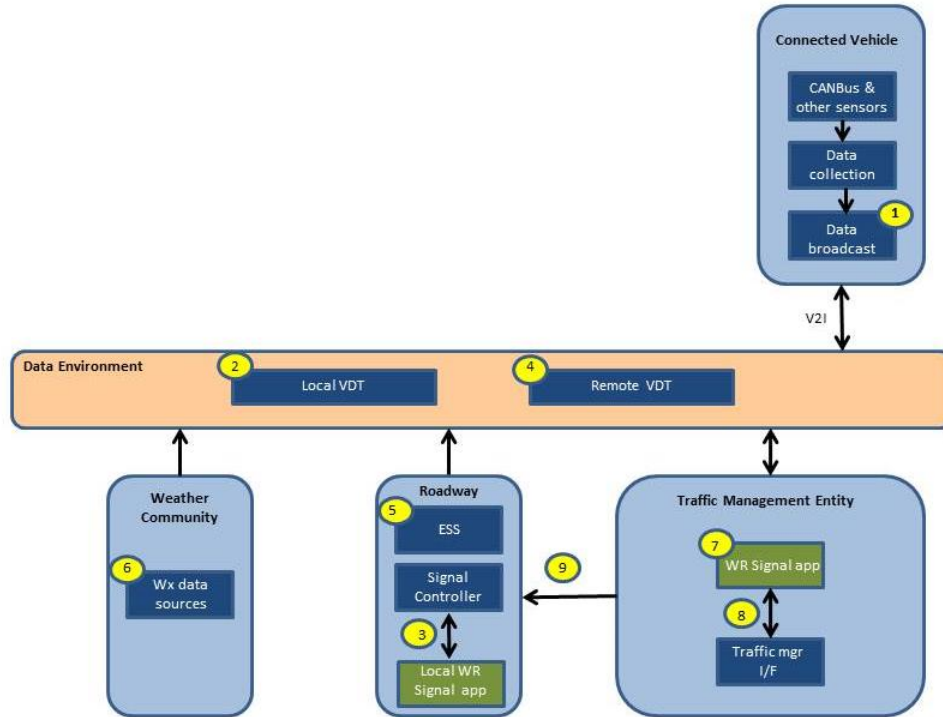 Connected Vehicle
CANBus &
other sensors
Data
collection
1
Data
broadcast
V2I
Data Environment
2
Local VDT
4
Remote VDT
Weather
Community
6
Wx data
sources
Roadway
5
ESS
Signal
Controller
3
Local WR
Signal app
9
Traffic Management Entity
7
WR Signal app
8
Traffic mgr
I/F